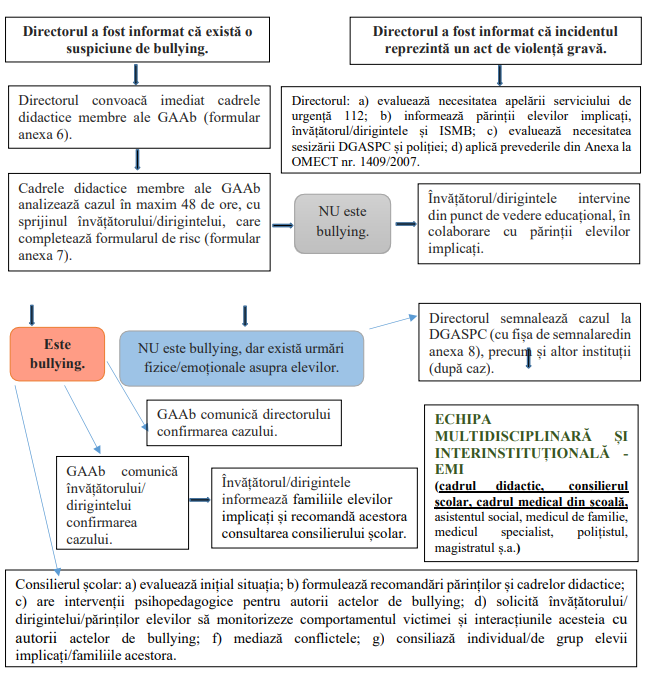 Directorul a fost informat că există o
suspiciune de bullying.
Directorul a fost informat că incidentul
reprezintă un act de violență gravă.
Directorul convoacă imediat cadrele
didactice membre ale GAAb (formular
anexa 6).
Directorul: a) evaluează necesitatea apelării serviciului de
urgență 112; b) informează părinții elevilor implicați,
învățătorul/dirigintele și ISMB; c) evaluează necesitatea
sesizării DGASPC și poliției; d) aplică prevederile din Anexa la
OMECT nr. 1409/2007.
Cadrele didactice membre ale GAAb
analizează cazul în maxim 48 de ore, cu
sprijinul învățătorului/dirigintelui, care
completează formularul de risc (formular
anexa 7).
NU este
bullying.
Învățătorul/dirigintele intervine
din punct de vedere educațional, în
colaborare cu părinții elevilor
implicați.
Este
bullying.
NU este bullying, dar există urmări
fizice/emoționale asupra elevilor.
Directorul semnalează cazul la
DGASPC (cu fișa de semnalaredin
anexa 8), precum și altor instituții
(după caz).
GAAb comunică directorului
confirmarea cazului.
GAAb comunică
învățătorului/
dirigintelui
confirmarea
cazului.
Învățătorul/dirigintele
informează familiile elevilor
implicați și recomandă acestora
consultarea consilierului școlar.
ECHIPA
MULTIDISCIPLINARĂ ȘI
INTERINSTITUȚIONALĂ -
EMI
(cadrul didactic, consilierul
școlar, cadrul medical din școală,
asistentul social, medicul de familie,
medicul specialist, polițistul,
magistratul ș.a.)
Consilierul școlar: a) evaluează inițial situația; b) formulează recomandări părinților și cadrelor didactice;
c) are intervenții psihopedagogice pentru autorii actelor de bullying; d) solicită învățătorului/
dirigintelui/părinților elevilor să monitorizeze comportamentul victimei și interacțiunile acesteia cu
autorii actelor de bullying; f) mediază conflictele; g) consiliază individual/de grup elevii
implicați/familiile acestora.